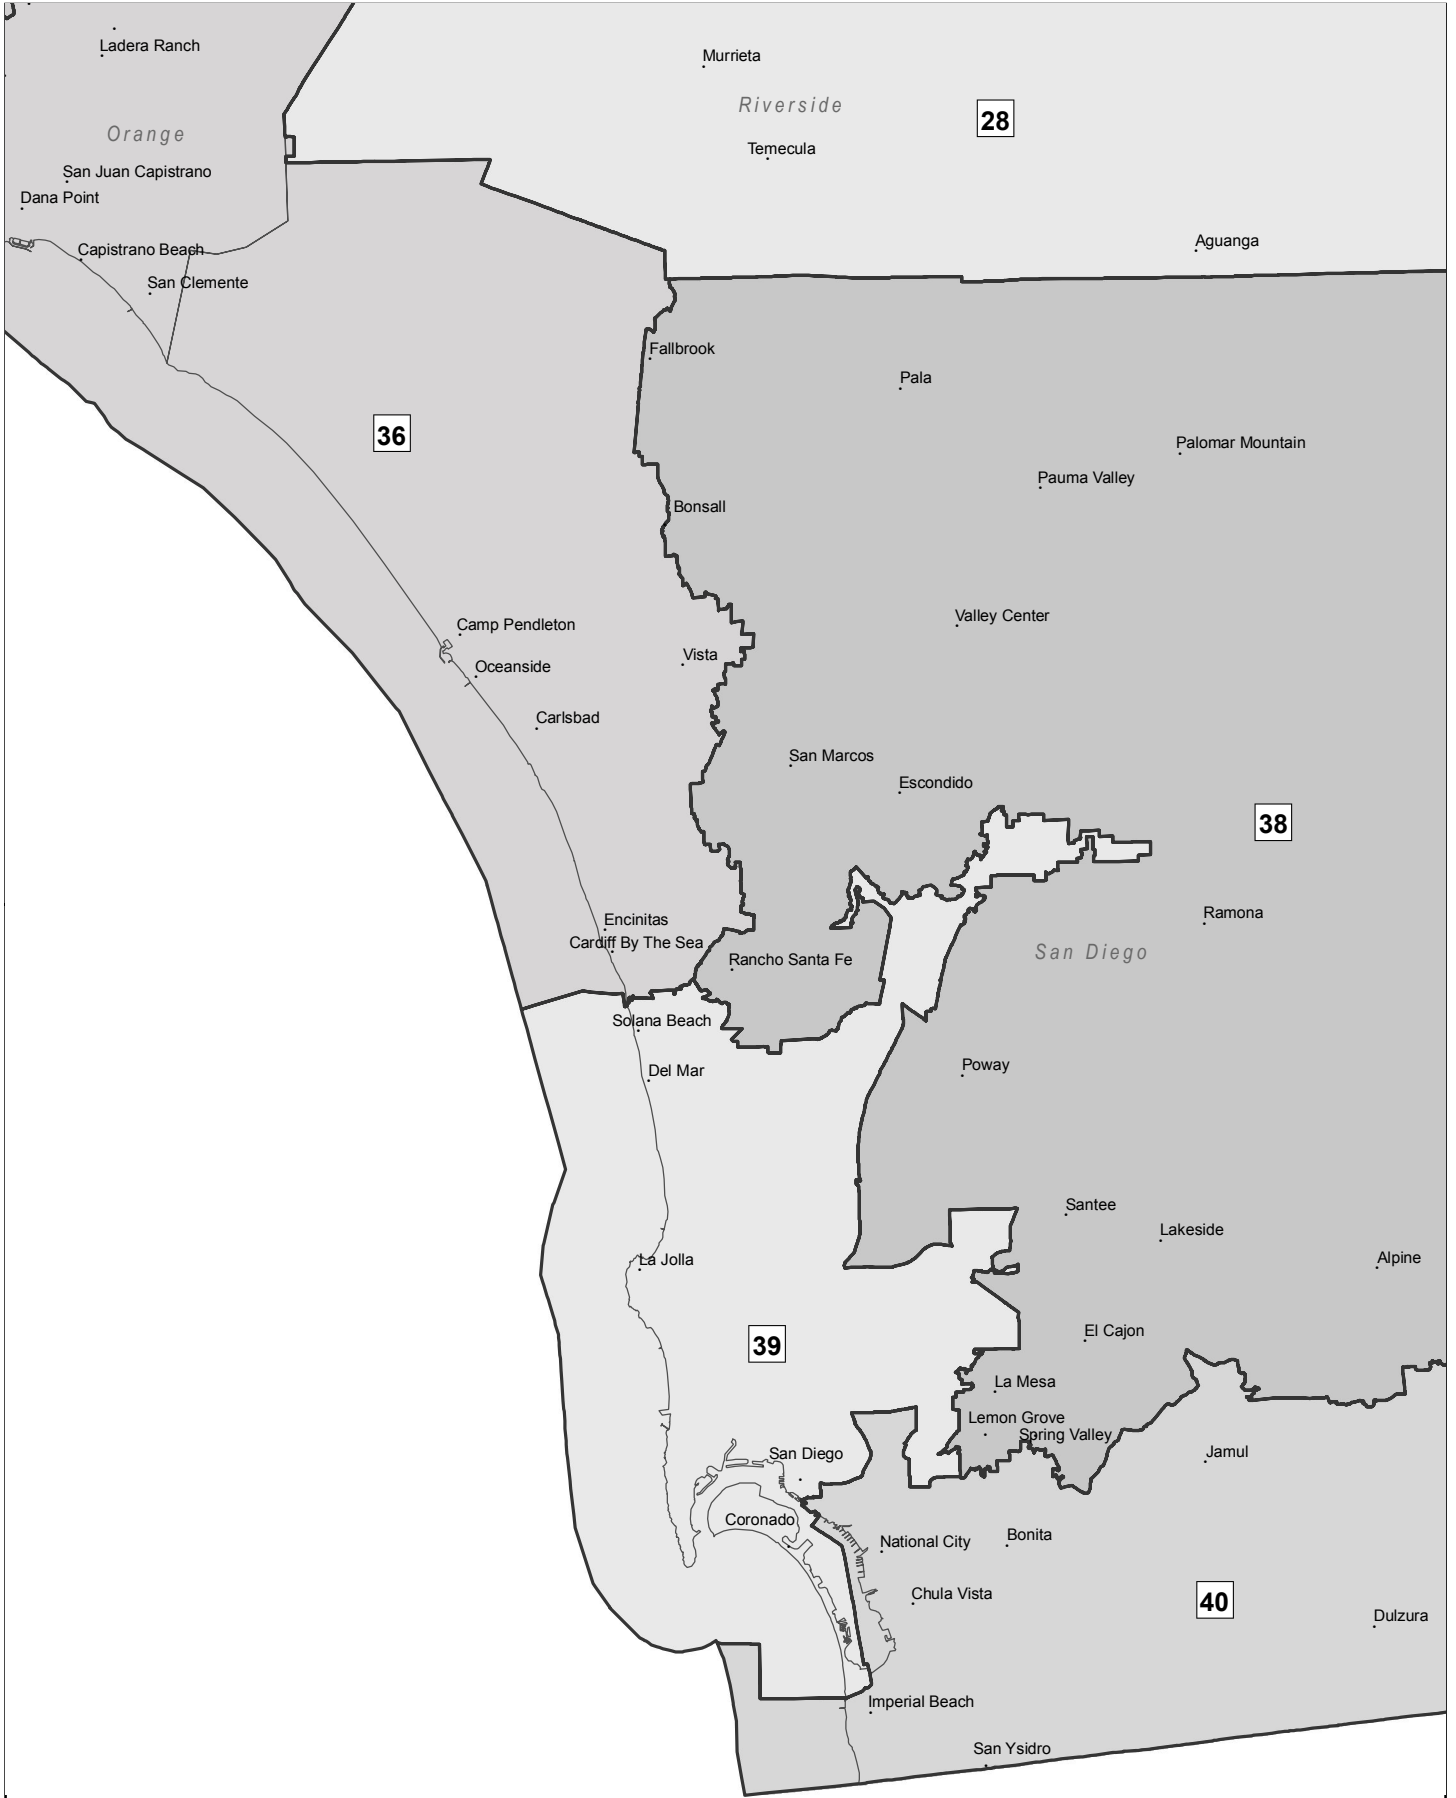 Ladera Ranch
Murrieta
Riverside
28
Orange
Temecula
San Juan Capistrano
Dana Point
Aguanga
Capistrano Beach
San Clemente
Fallbrook
Pala
36
Palomar Mountain
Pauma Valley
Bonsall
Valley Center
Camp Pendleton
Vista
Oceanside
Carlsbad
San Marcos
Escondido
38
Ramona
Encinitas
Cardiff By The Sea
San Diego
Rancho Santa Fe
Solana Beach
Poway
Del Mar
Santee
Lakeside
La Jolla
Alpine
El Cajon
39
La Mesa
Lemon Grove
Spring Valley
San Diego
Jamul
Coronado
Bonita
National City
Chula Vista
40
Dulzura
Imperial Beach
San Ysidro